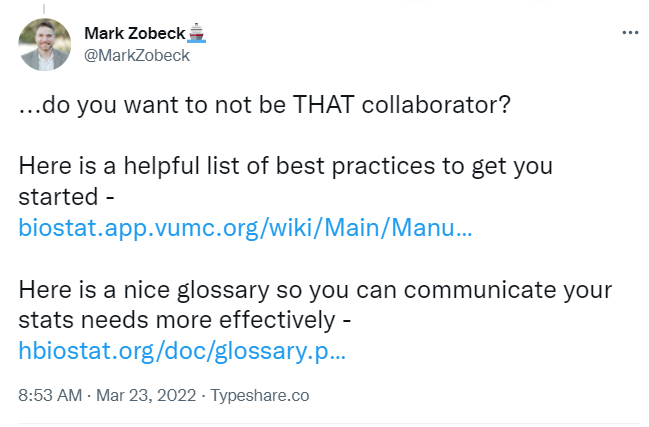 Mark Zobeck🚢
@MarkZobeck
...do you want to not be THAT collaborator?
Here is a helpful list of best practices to get you
started -
biostat.app.vumc.org/wiki/Main/Manu...
Here is a nice glossary so you can communicate your
stats needs more effectively -
hbiostat.org/doc/glossary.p...
8:53 AM · Mar 23, 2022 · Typeshare.co